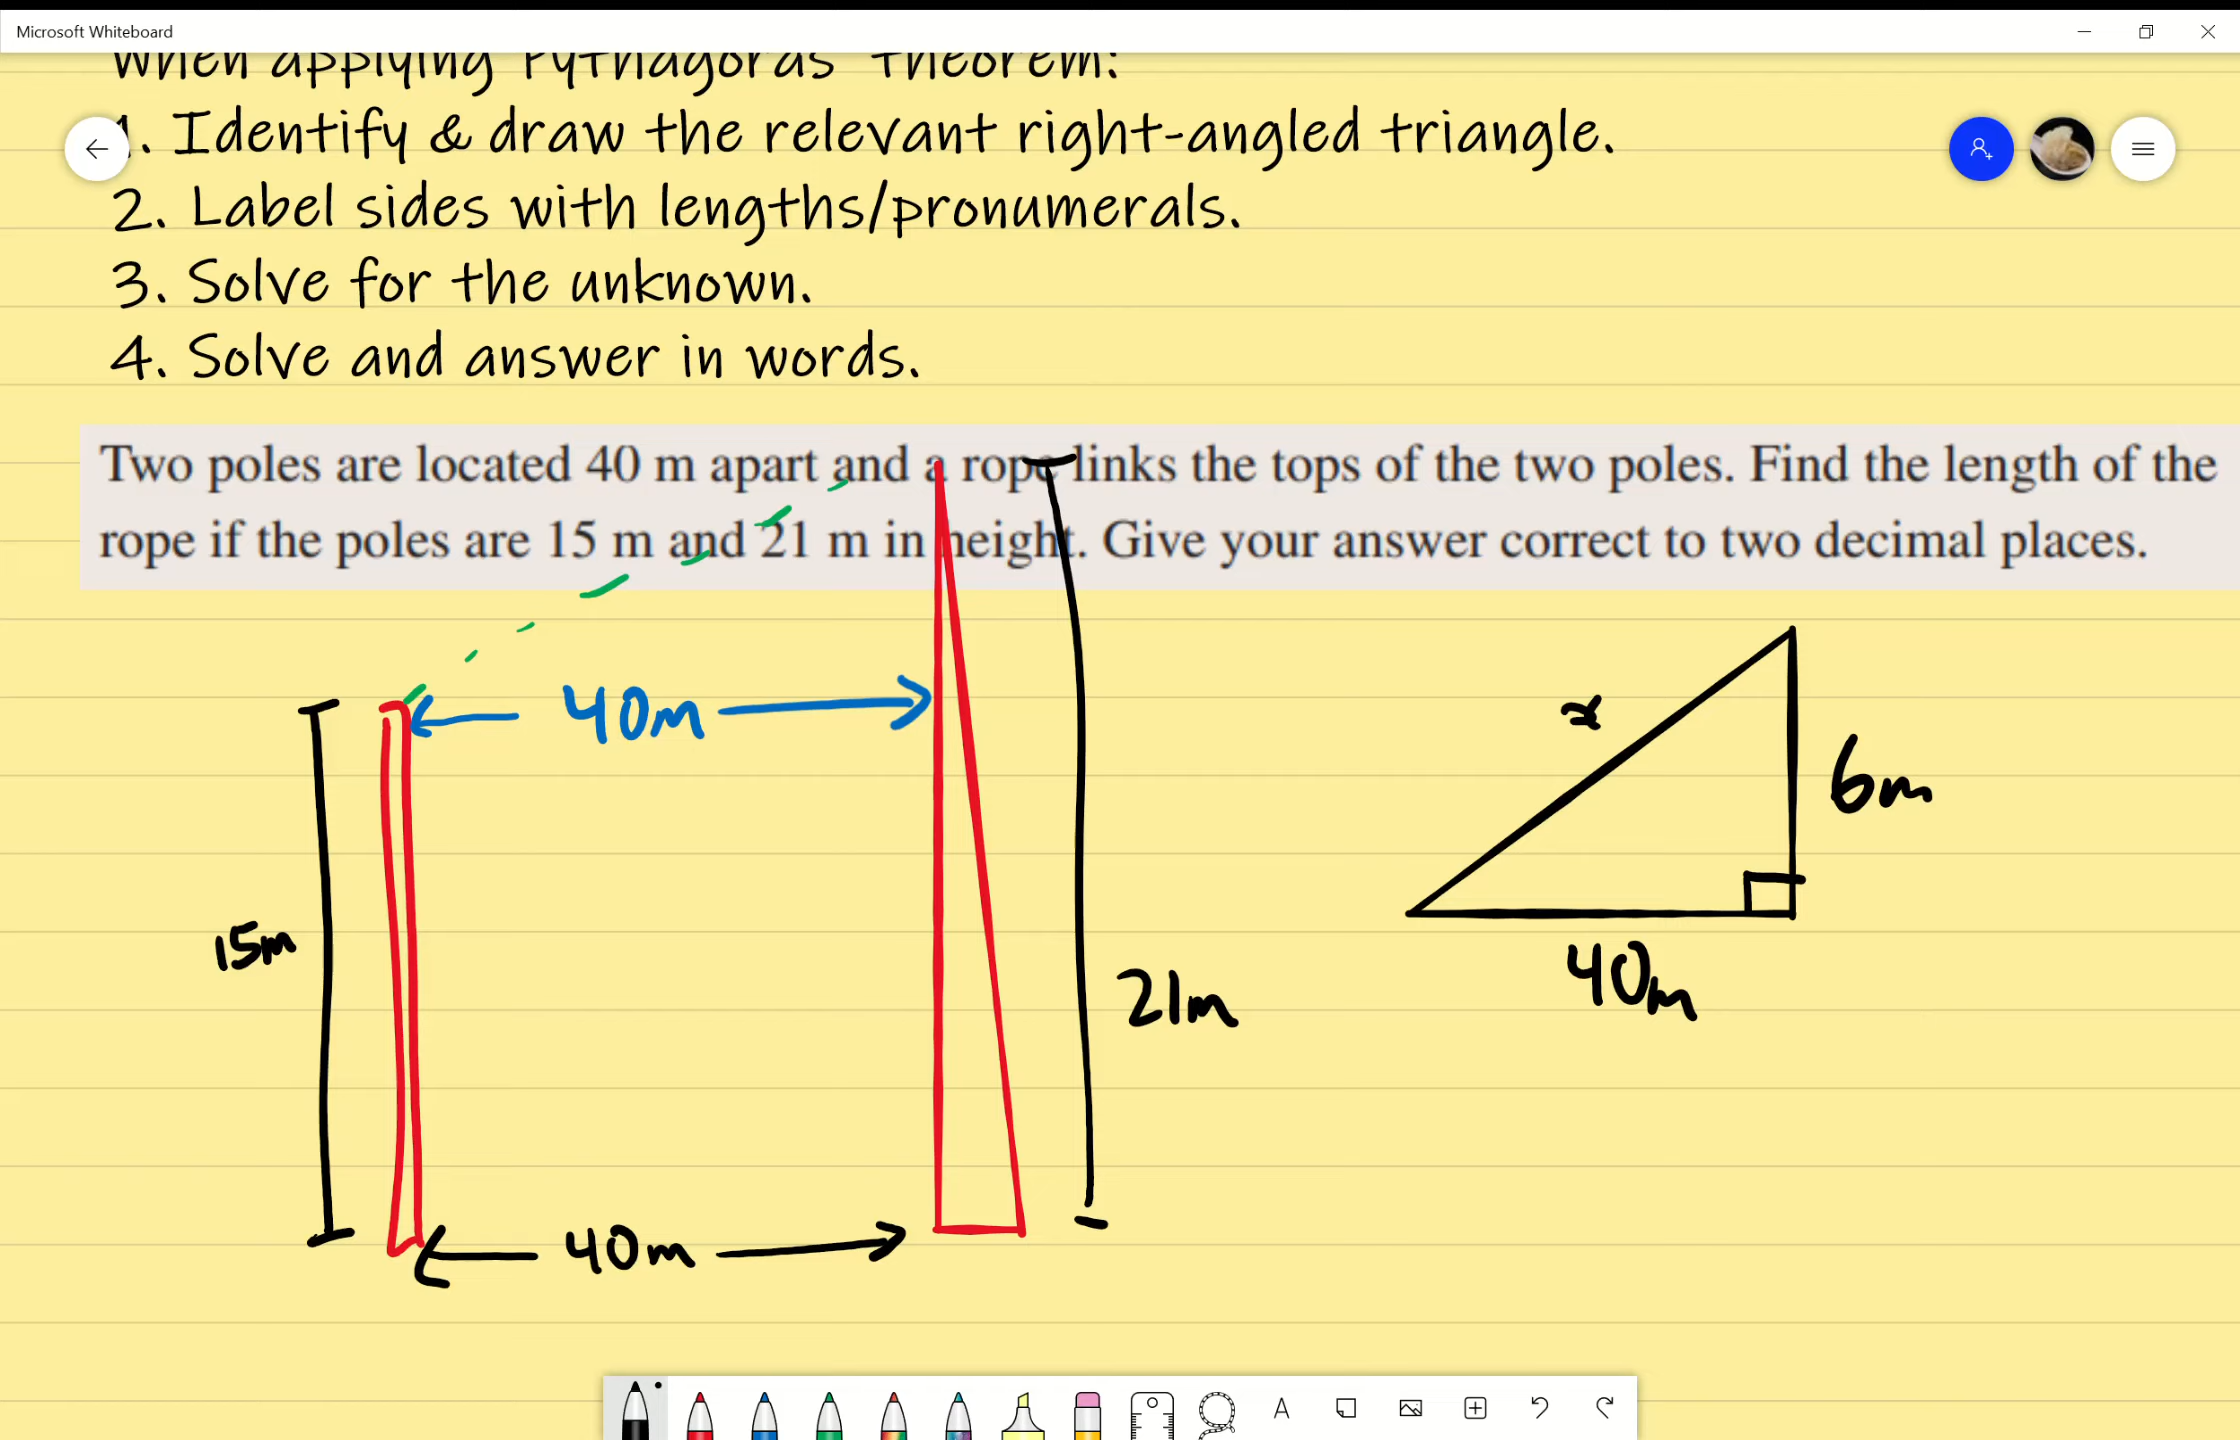 Microsoft Whiteboard
When applying Pythagoras' Theorem:
1. Identify & draw the relevant right-angled triangle.
2. Label sides with lengths/pronumerals.
3. Solve for the unknown.
4. Solve and answer in words.
Two poles are located 40 m apart and a rope links the tops of the two poles. Find the length of the
rope if the poles are 15 m and 21 m in height. Give your answer correct to two decimal places.
40m
x
6m
15m
21m
40m
40m
A